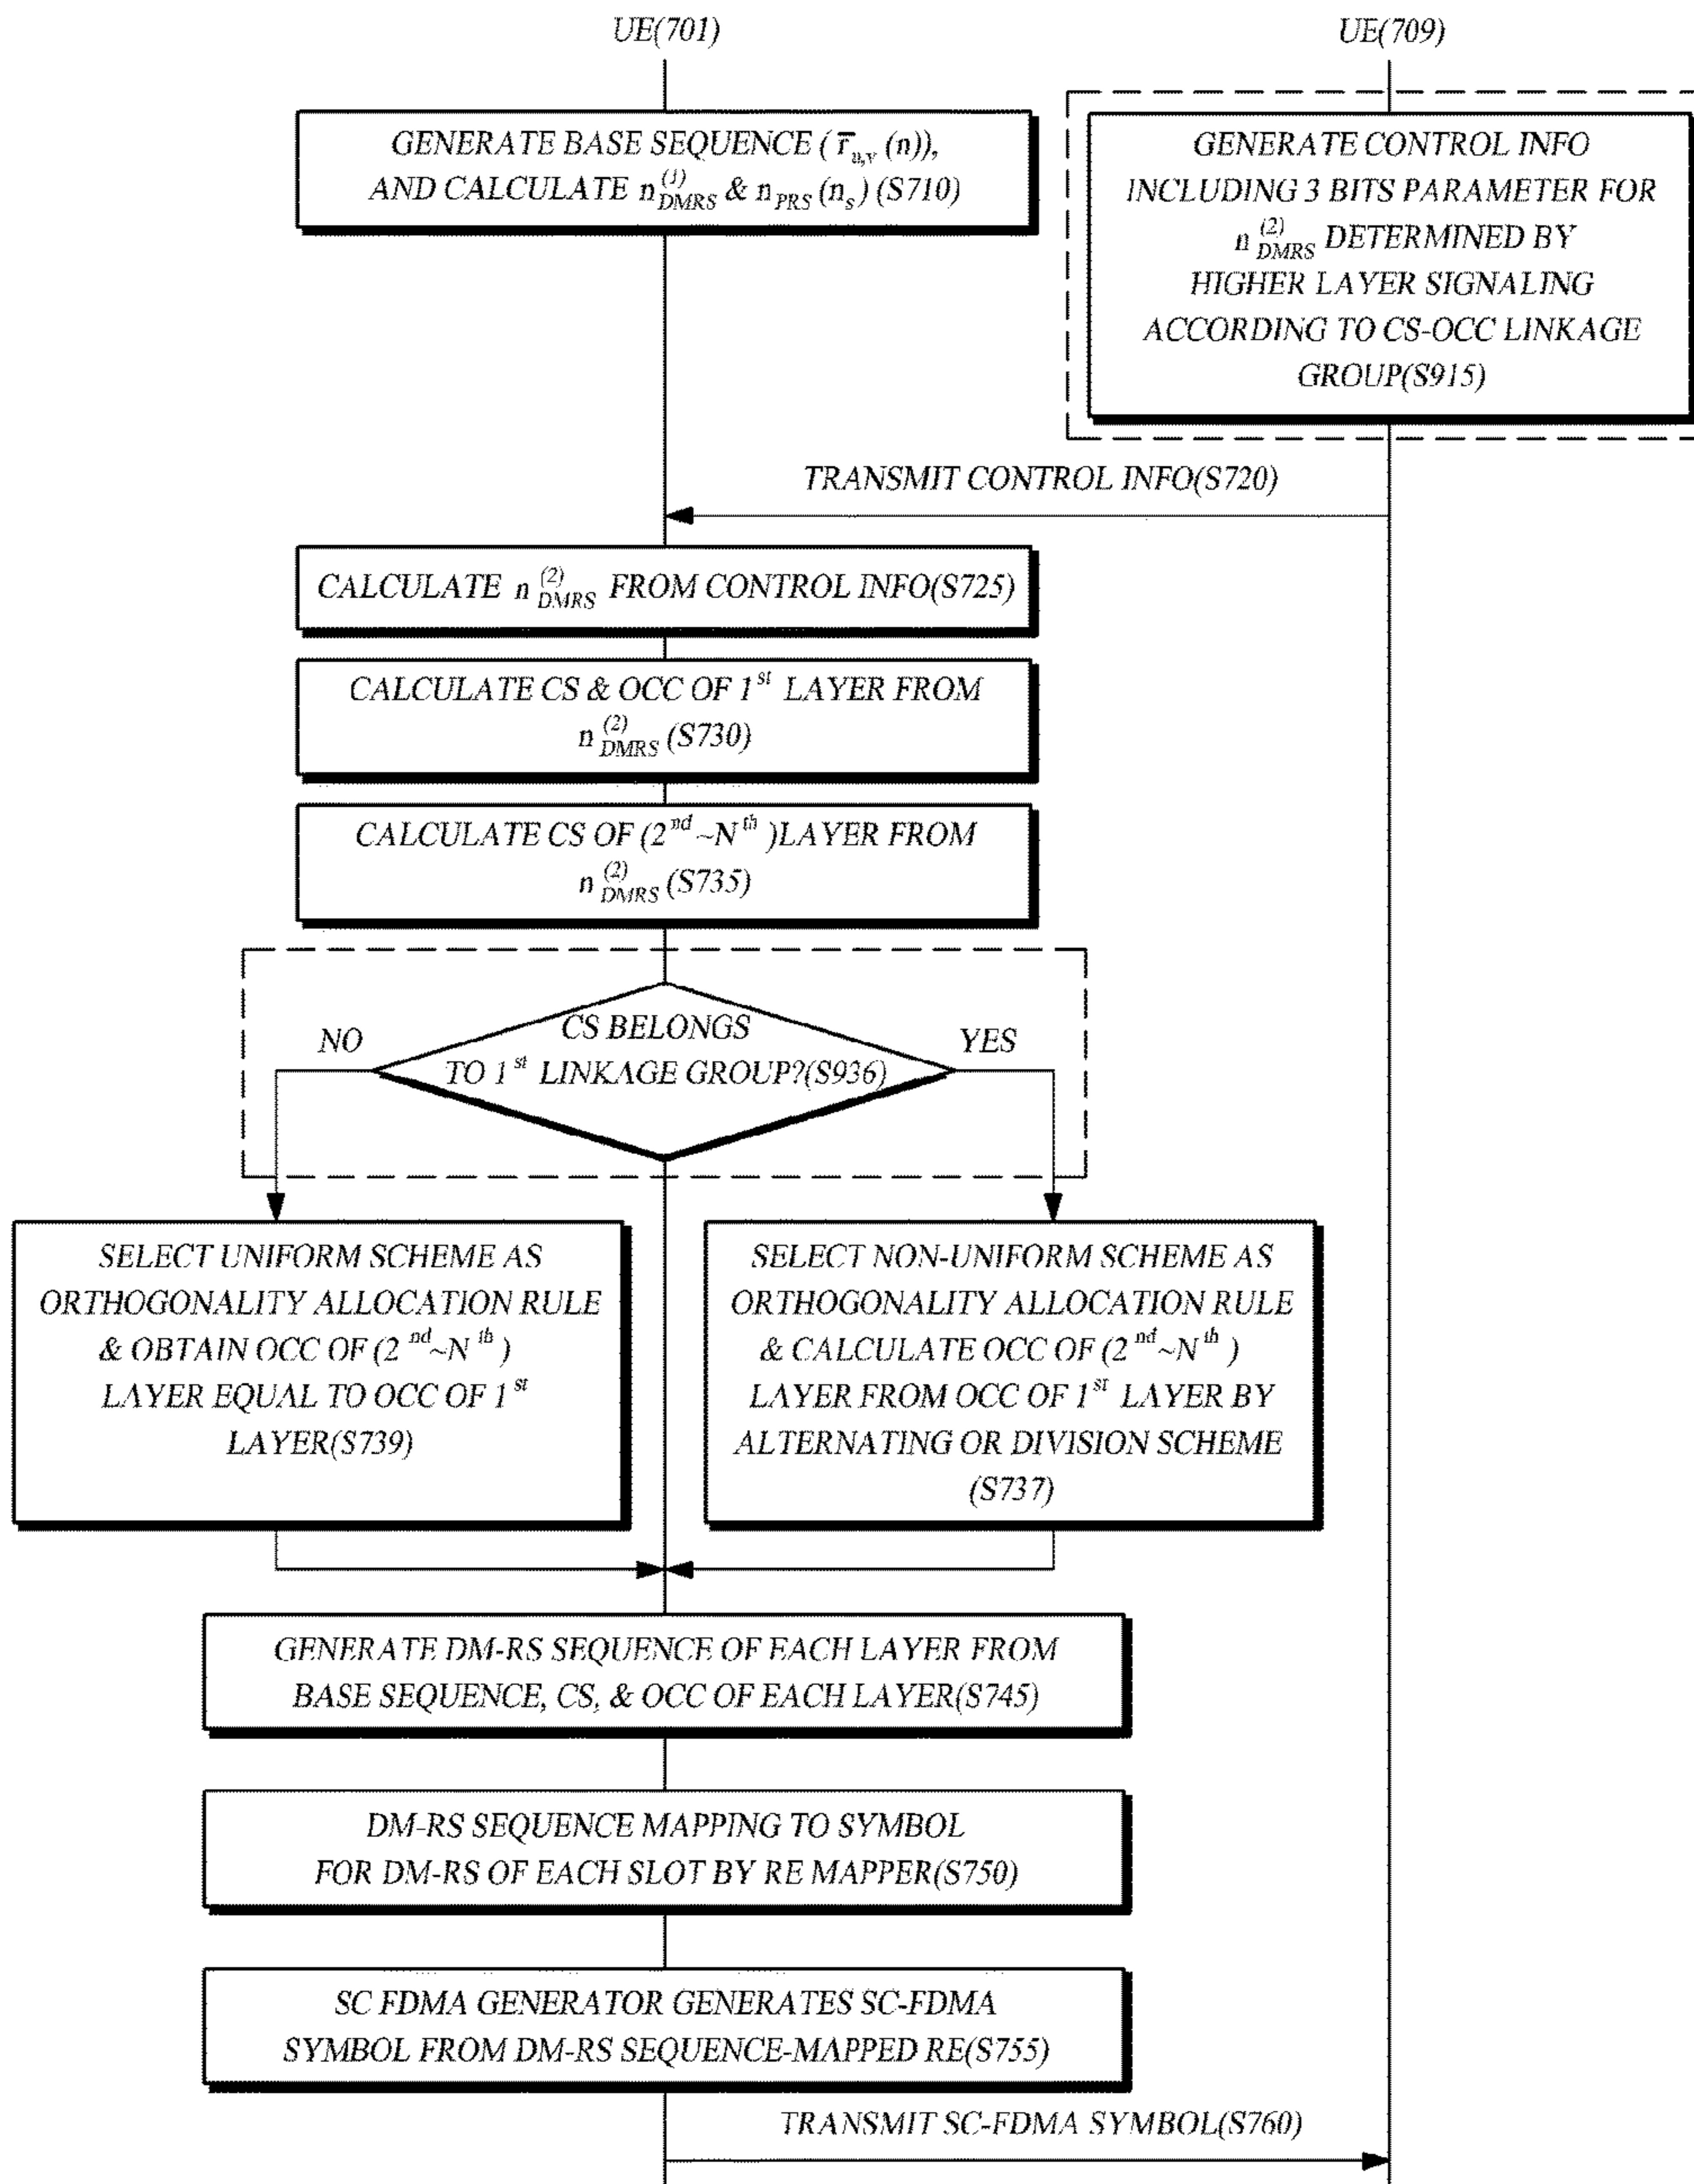 UE(701)
UE(709)
GENERATE BASE SEQUENCE ( r̄u,v (n)),
AND CALCULATE n(1)DMRS & nPRS (ns) (S710)
GENERATE CONTROL INFO
INCLUDING 3 BITS PARAMETER FOR
n(2)DMRS DETERMINED BY
HIGHER LAYER SIGNALING
ACCORDING TO CS-OCC LINKAGE
GROUP(S915)
TRANSMIT CONTROL INFO(S720)
CALCULATE n(2)DMRS FROM CONTROL INFO(S725)
CALCULATE CS & OCC OF 1st LAYER FROM
n(2)DMRS (S730)
CALCULATE CS OF (2nd~Nth )LAYER FROM
n(2)DMRS (S735)
CS BELONGS
TO 1st LINKAGE GROUP?(S936)
NO
YES
SELECT UNIFORM SCHEME AS
ORTHOGONALITY ALLOCATION RULE
& OBTAIN OCC OF (2nd~Nth)
LAYER EQUAL TO OCC OF 1st
LAYER(S739)
SELECT NON-UNIFORM SCHEME AS
ORTHOGONALITY ALLOCATION RULE
& CALCULATE OCC OF (2nd~Nth)
LAYER FROM OCC OF 1st LAYER BY
ALTERNATING OR DIVISION SCHEME
(S737)
GENERATE DM-RS SEQUENCE OF EACH LAYER FROM
BASE SEQUENCE, CS, & OCC OF EACH LAYER(S745)
DM-RS SEQUENCE MAPPING TO SYMBOL
FOR DM-RS OF EACH SLOT BY RE MAPPER(S750)
SC FDMA GENERATOR GENERATES SC-FDMA
SYMBOL FROM DM-RS SEQUENCE-MAPPED RE(S755)
TRANSMIT SC-FDMA SYMBOL(S760)